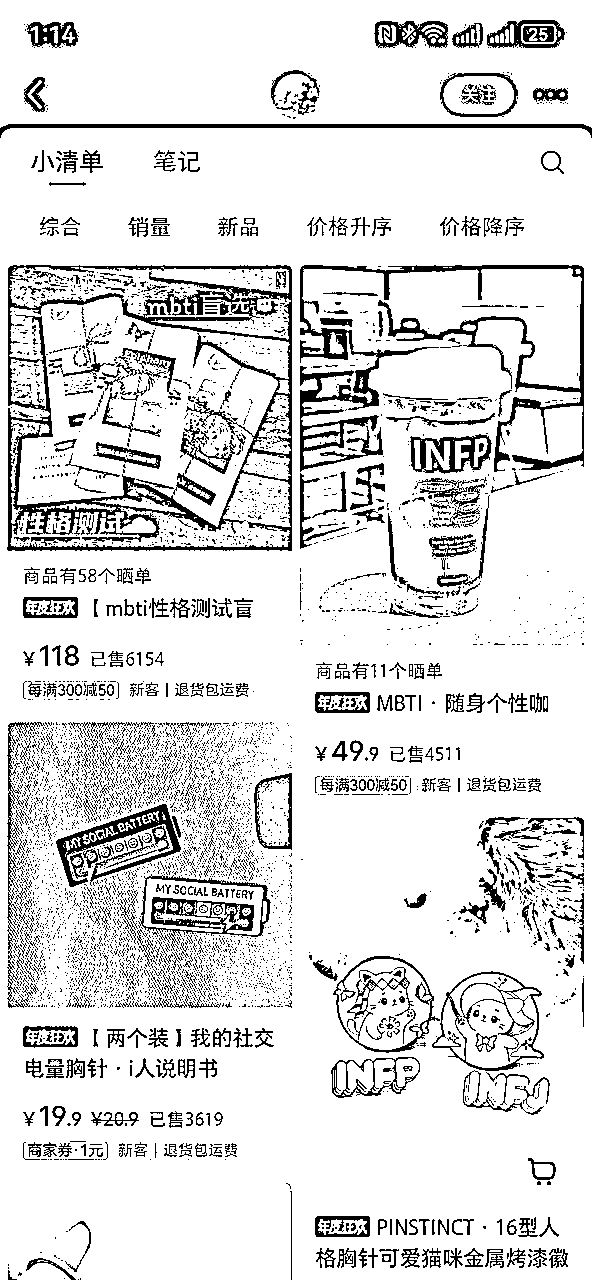 1:14
25
关注
小清单 笔记
综合 销量 新品 价格升序 价格降序
mbti盲选
性格测试
商品有58个晒单
年度狂欢 【mbti性格测试盲
¥118 已售6154
每满300减50 新客 | 退货包运费
INFP
商品有11个晒单
年度狂欢 MBTI · 随身个性咖
¥49.9 已售4511
每满300减50 新客 | 退货包运费
MY SOCIAL BATTERY
MY SOCIAL BATTERY
年度狂欢 【两个装】我的社交
电量胸针 · i人说明书
¥19.9 ¥20.9 已售3619
商家券·1元 新客 | 退货包运费
INFP
INFJ
年度狂欢 PINSTINCT · 16型人
格胸针可爱猫咪金属烤漆徽